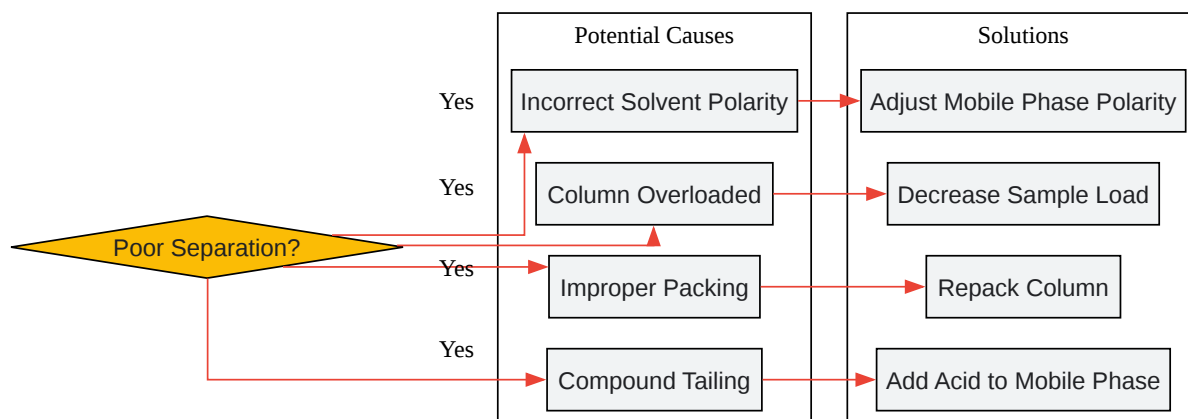 Potential Causes
Solutions
Yes
Incorrect Solvent Polarity
Adjust Mobile Phase Polarity
Yes
Column Overloaded
Decrease Sample Load
Poor Separation?
Yes
Improper Packing
Repack Column
Yes
Compound Tailing
Add Acid to Mobile Phase